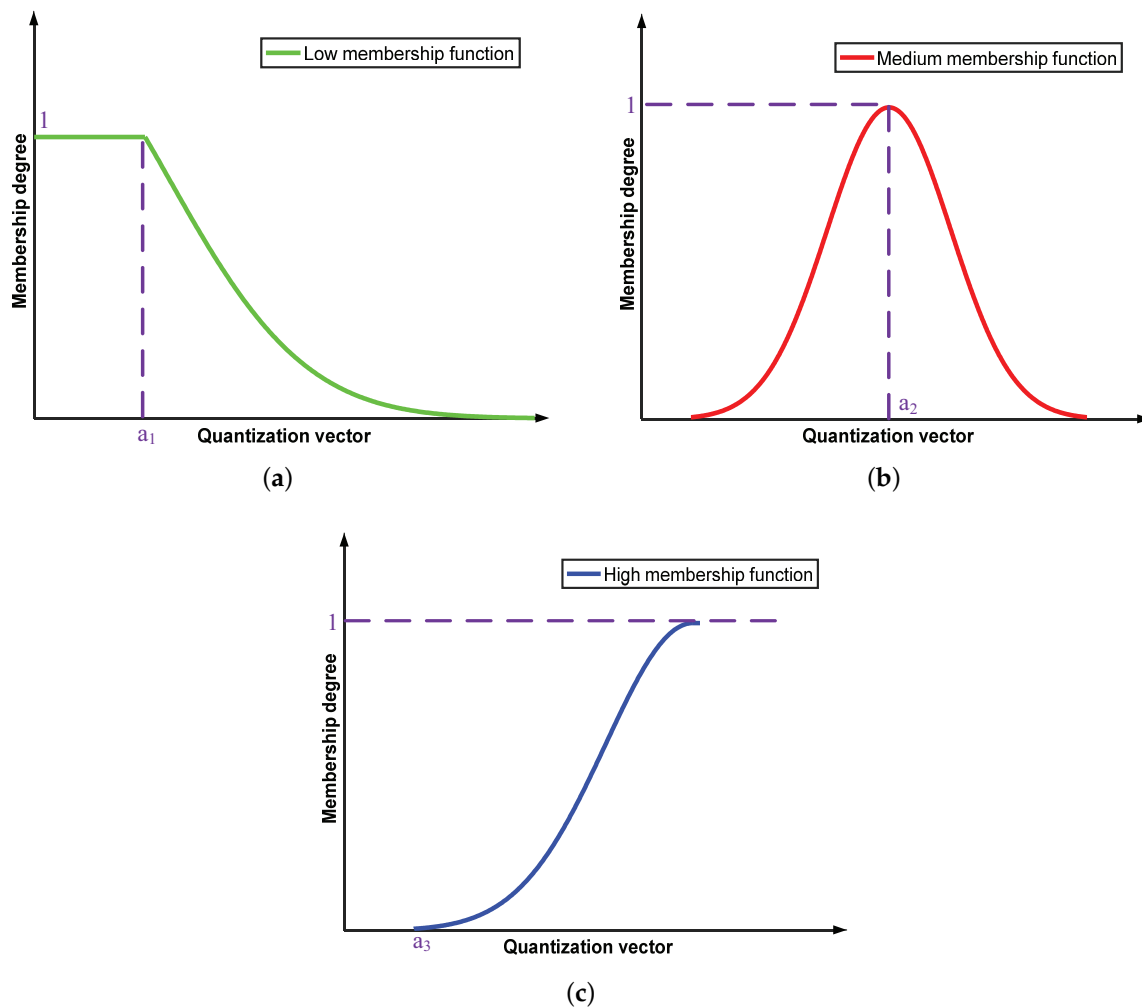 Low membership function
1
Membership degree
a₁
Quantization vector
(a)
Medium membership function
1
Membership degree
a₂
Quantization vector
(b)
High membership function
1
Membership degree
a₃
Quantization vector
(c)